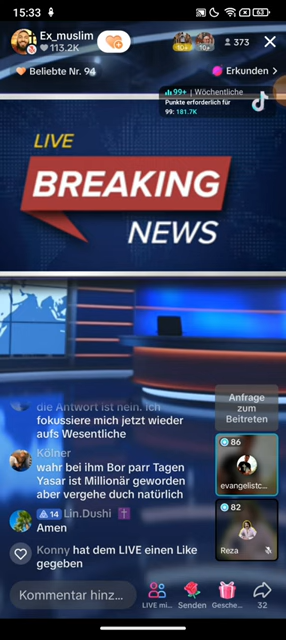 15:33
63
Ex_muslim
113.2K
10+
10+
373
Beliebte Nr. 94
Erkunden >
99+ | Wöchentliche
Punkte erforderlich für
99: 181.7K
LIVE
BREAKING
NEWS
die Antwort ist nein. ich
fokussiere mich jetzt wieder
aufs Wesentliche
Kölner
wahr bei ihm Bor parr Tagen
Yasar ist Millionär geworden
aber vergehe duch natürlich
14 Lin.Dushi
Amen
Konny hat dem LIVE einen Like
gegeben
Anfrage
zum
Beitreten
86
evangelistc...
82
Reza
Kommentar hinz...
LIVE mi...
Senden
Gesche...
32